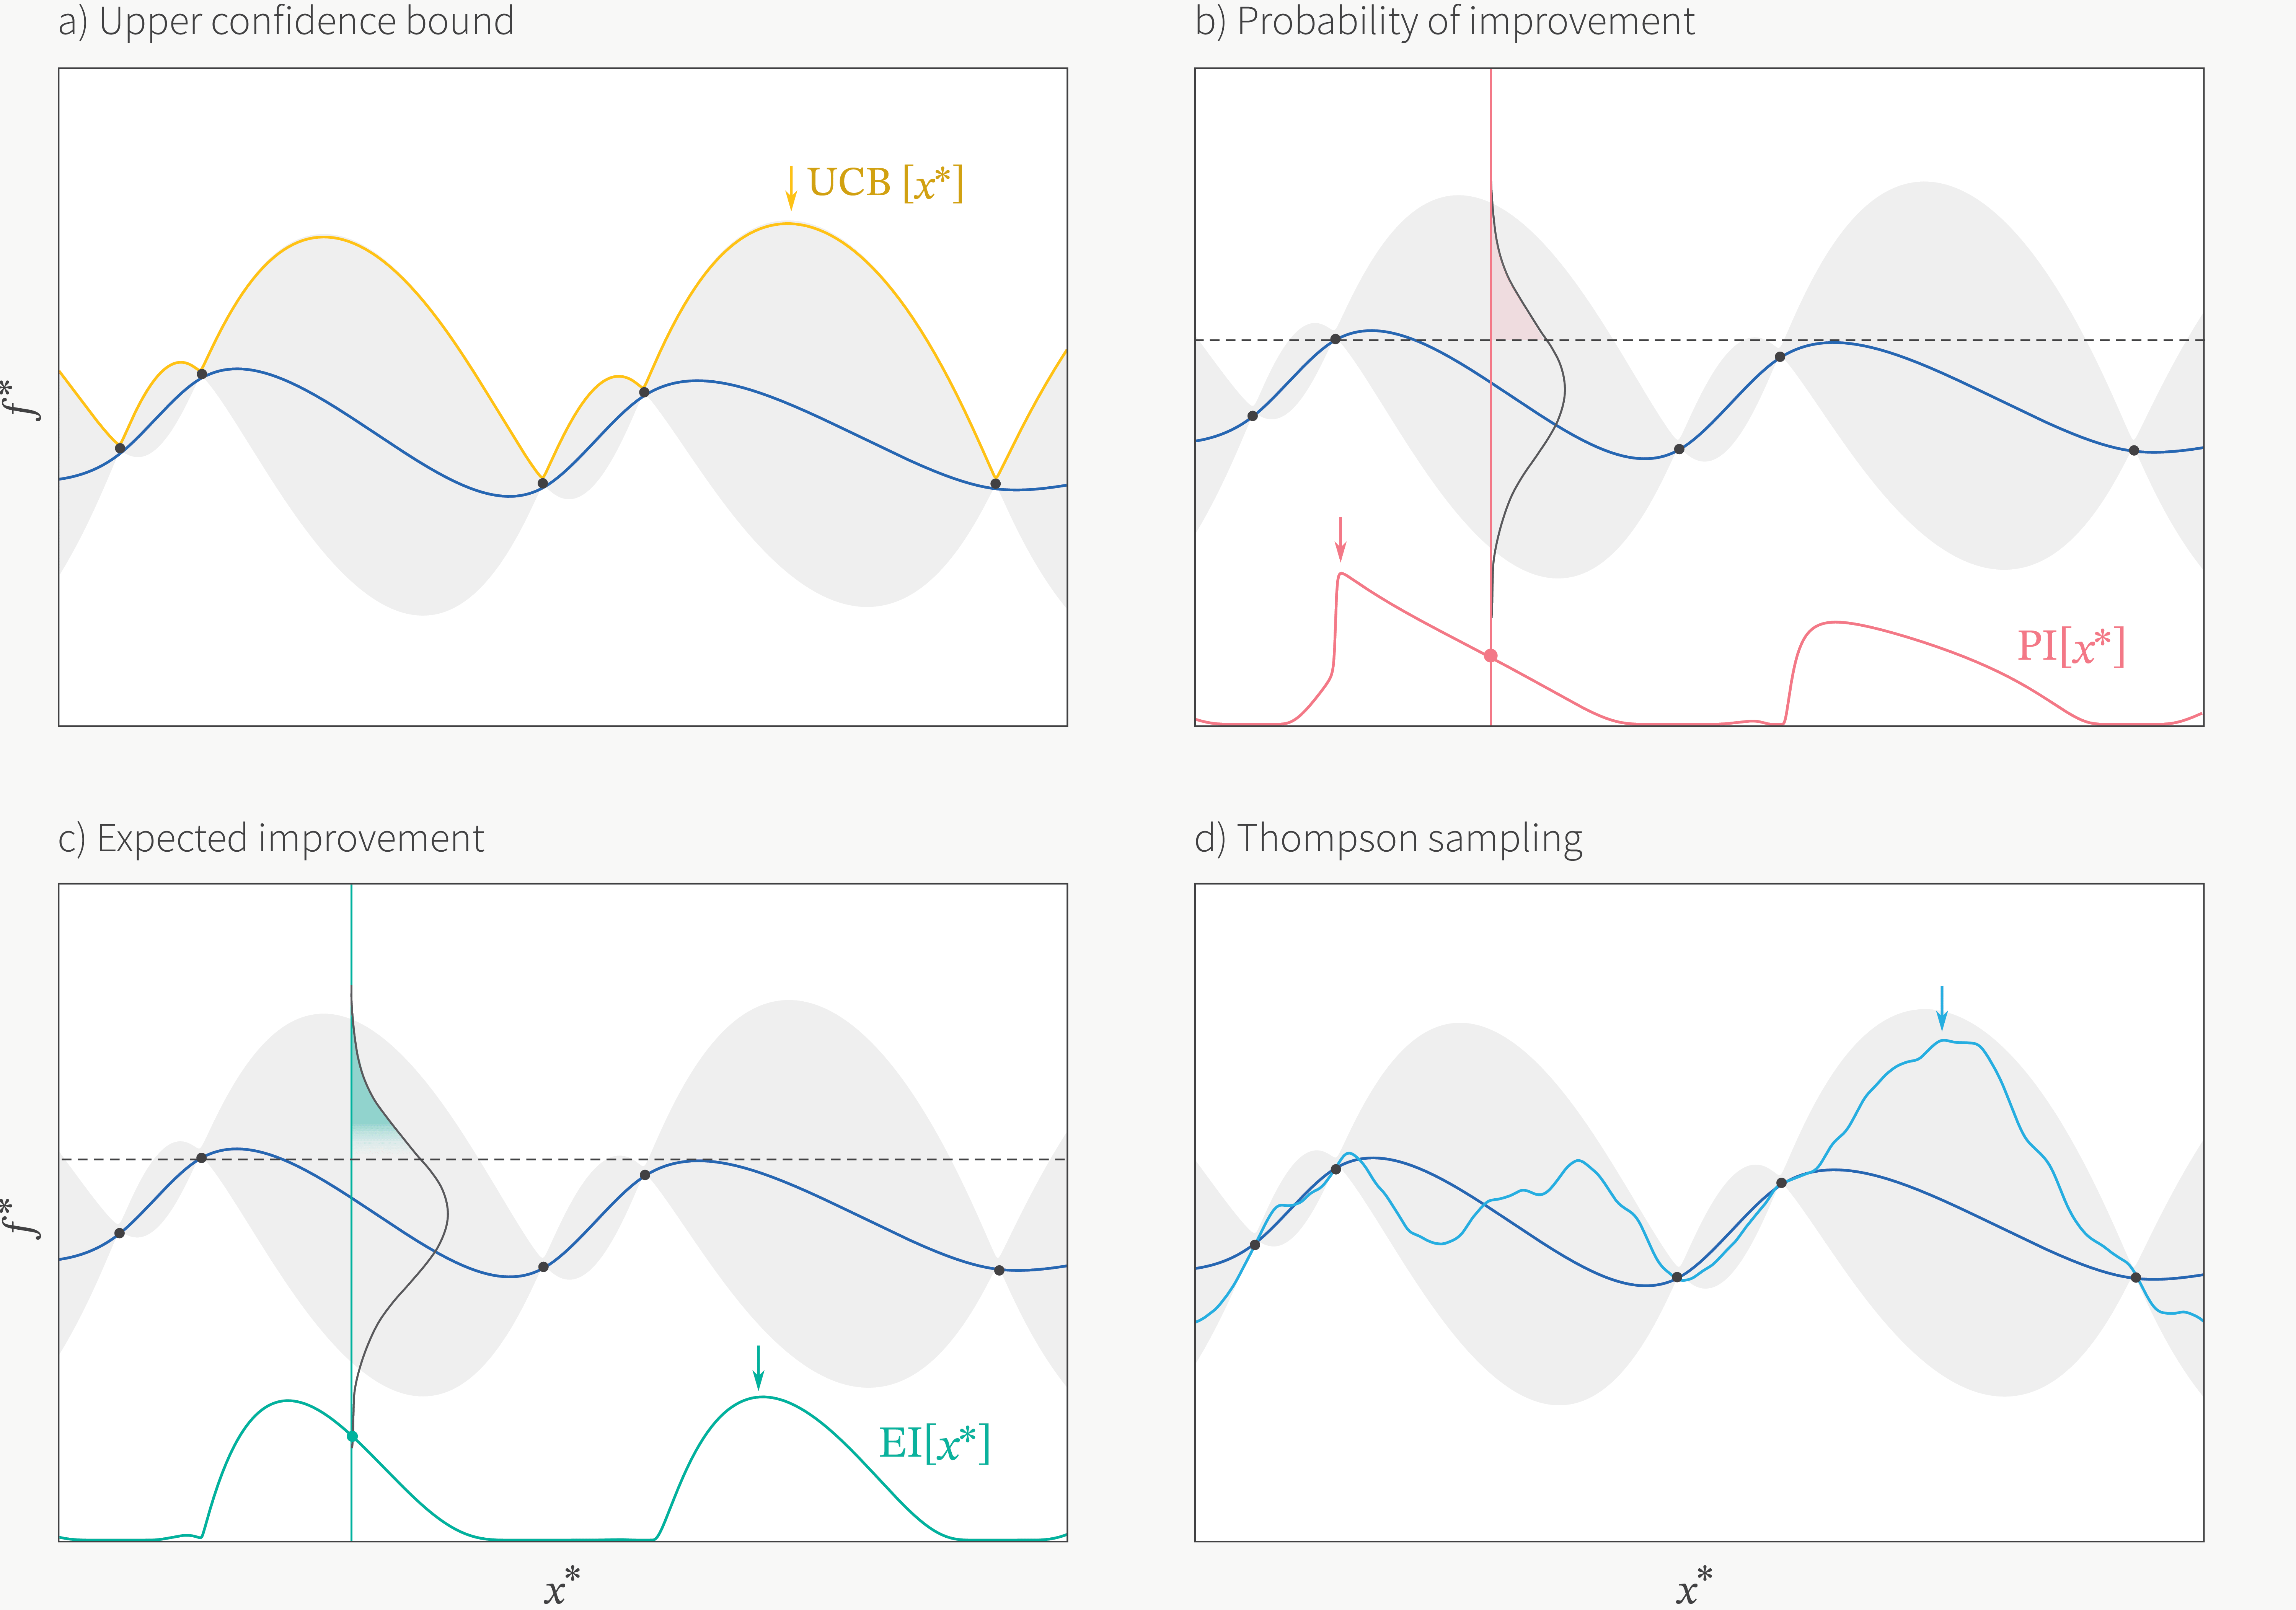 a) Upper confidence bound
b) Probability of improvement
UCB [x*]
f*
PI[x*]
c) Expected improvement
d) Thompson sampling
f*
EI[x*]
x*
x*